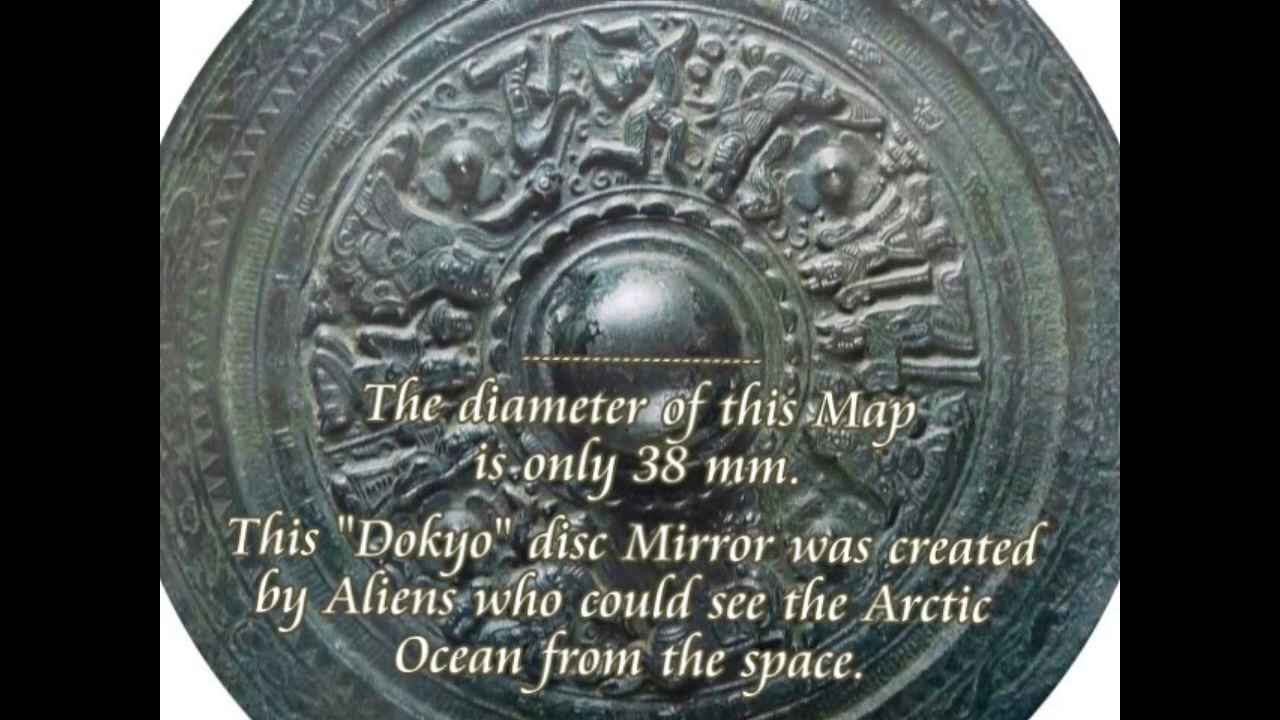 The diameter of this Map
is only 38 mm.
This "Dokyo" disc Mirror was created
by Aliens who could see the Arctic
Ocean from the space.